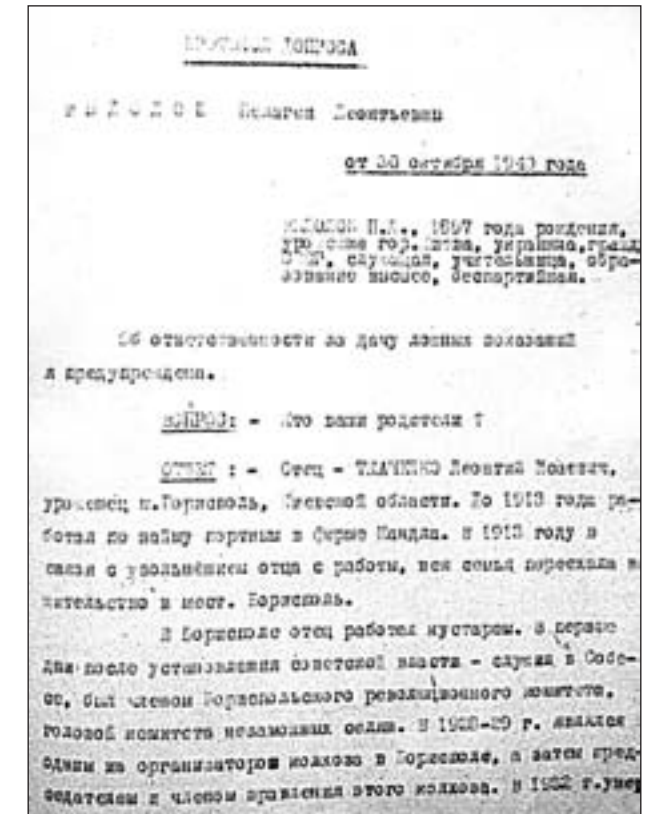 ПРОТОКОЛ ДОПРОСА
Пелагеи Леонтьевны
от 30 октября 1943 года
Н.Л., 1897 года рождения,
гор. Киева, украинка, гражд.
СССР, служащая, учительница, обра-
зование высшее, беспартийная.
Об ответственности за дачу ложных показаний
я предупреждена.
ВОПРОС: - Кто ваши родители ?
ОТВЕТ : - Отец - ТКАЧЕНКО Леонтий
уроженец м.Борисполь, Киевской области. До 1913 года ра-
ботал по найму портным в фирме Мандля. В 1913 году в
связи с увольнением отца с работы, вся семья переехала на
жительство в мест. Борисполь.
В Борисполе отец работал кустарем. В первые
дни после установления советской власти - служил в Собе-
се, был членом Бориспольского революционного комитета,
головой комитета незаможных селян. В 1928-29 г. являлся
одним из организаторов колхоза в Борисполе, а затем пред-
седателем и членом правления этого колхоза. В 1932 г.умер